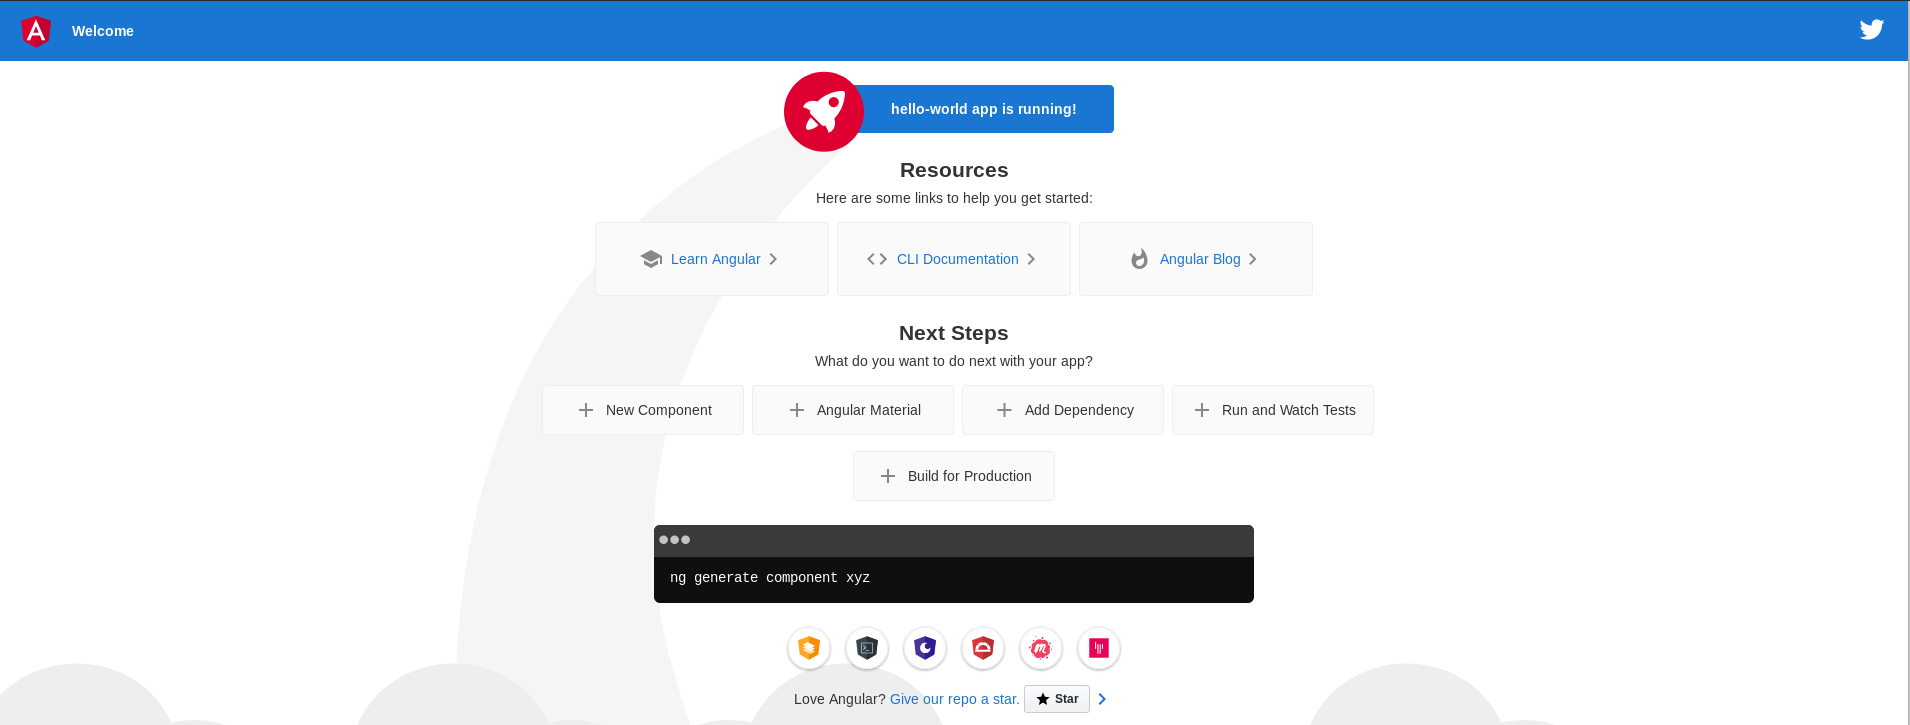 Welcome
hello-world app is running!
Resources
Here are some links to help you get started:
Learn Angular
CLI Documentation
Angular Blog
Next Steps
What do you want to do next with your app?
New Component
Angular Material
Add Dependency
Run and Watch Tests
Build for Production
ng generate component xyz
Love Angular? Give our repo a star. Star